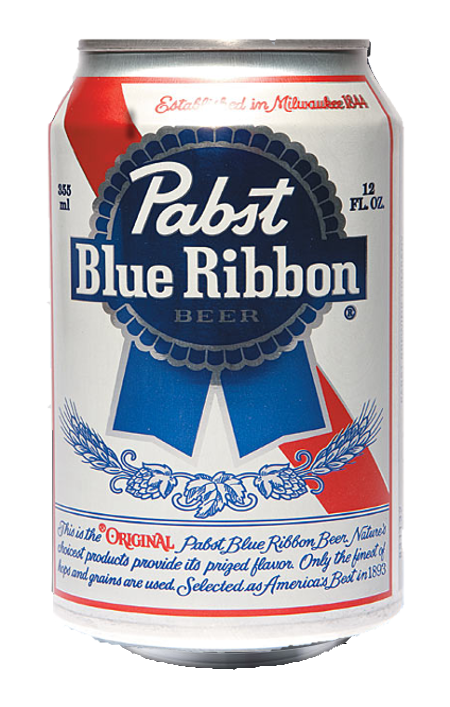 Established in Milwaukee 1844
355
ml
12
FL. OZ.
Pabst
Blue Ribbon
BEER
®
This is the ®ORIGINAL Pabst Blue Ribbon Beer. Nature's
choicest products provide its prized flavor. Only the finest of
hops and grains are used. Selected as America's Best in 1893